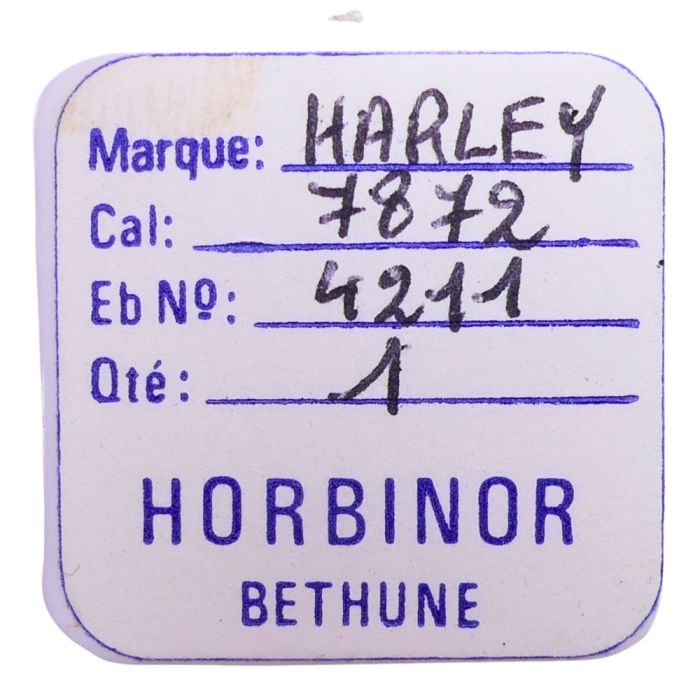 Marque: HARLEY
Cal: 7872
Eb Nº: 4211
Qté: 1
HORBINOR
BETHUNE